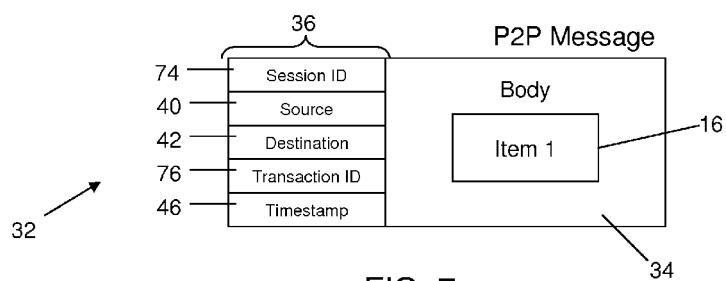 36
P2P Message
74 Session ID
40 Source
42 Destination
76 Transaction ID
46 Timestamp
Body
Item 1
16
32
34